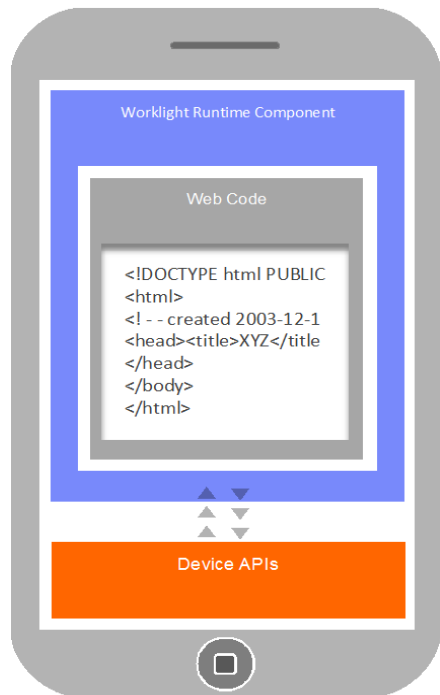 Worklight Runtime Component
Web Code
<!DOCTYPE html PUBLIC
<html>
<! - - created 2003-12-1
<head><title>XYZ</title
</head>
</body>
</html>
Device APIs